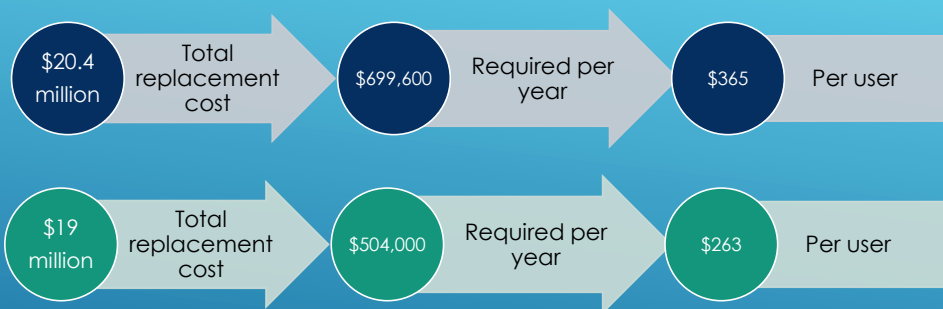 $20.4
million
Total
replacement
cost
$699,600
Required per
year
$365
Per user
$19
million
Total
replacement
cost
$504,000
Required per
year
$263
Per user